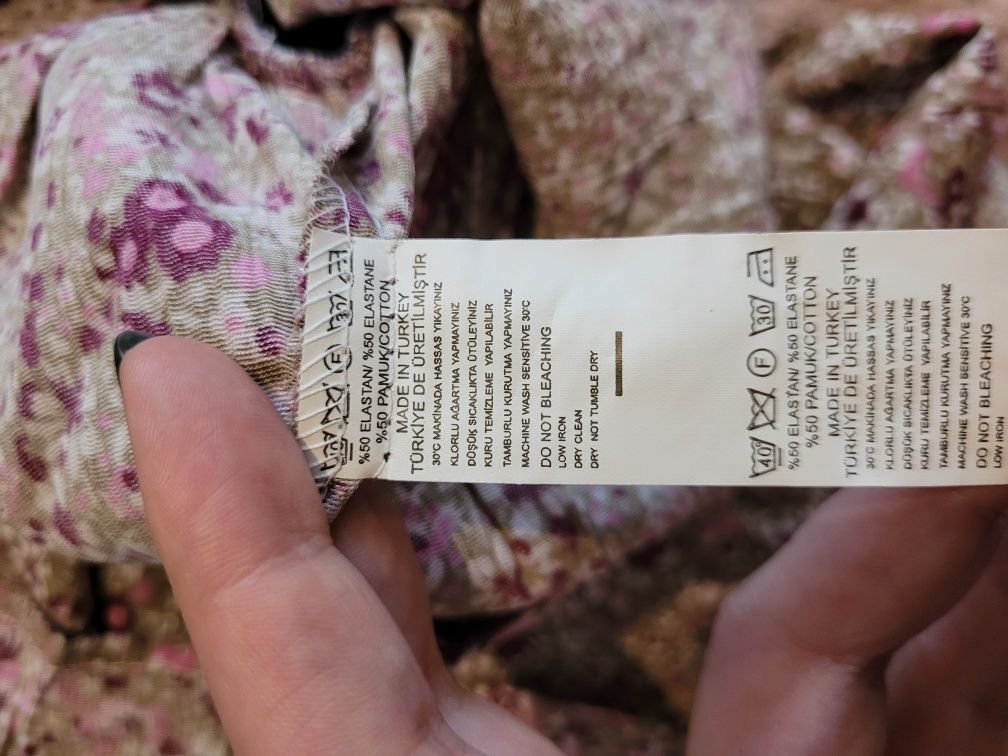 %50 ELASTAN/ %50 ELASTANE
%50 PAMUK/COTTON
MADE IN TURKEY
TÜRKİYE DE ÜRETİLMİŞTİR
30°C MAKİNADA HASSAS YIKAYINIZ
KLORLU AĞARTMA YAPMAYINIZ
DÜŞÜK SICAKLIKTA ÜTÜLEYİNİZ
KURU TEMİZLEME YAPILABİLİR
TAMBURLU KURUTMA YAPMAYINIZ
MACHINE WASH SENSITIVE 30°C
DO NOT BLEACHING
LOW IRON
DRY CLEAN
DRY NOT TUMBLE DRY
40 F 30
%50 ELASTAN/ %50 ELASTANE
%50 PAMUK/COTTON
MADE IN TURKEY
TÜRKİYE DE ÜRETİLMİŞTİR
30°C MAKİNADA HASSAS YIKAYINIZ
KLORLU AĞARTMA YAPMAYINIZ
DÜŞÜK SICAKLIKTA ÜTÜLEYİNİZ
KURU TEMİZLEME YAPILABİLİR
TAMBURLU KURUTMA YAPMAYINIZ
MACHINE WASH SENSITIVE 30°C
DO NOT BLEACHING
LOW IRON